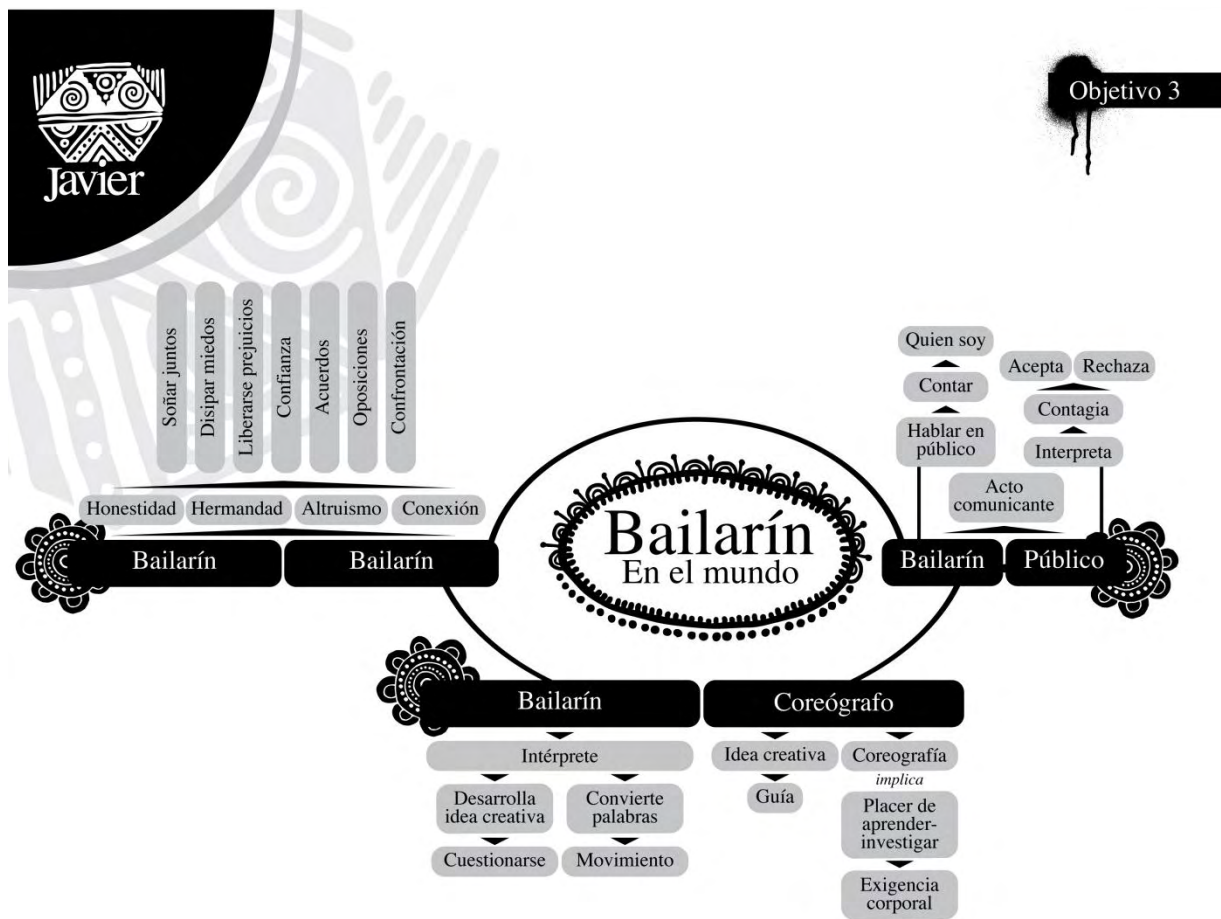 Javier
Objetivo 3
Soñar juntos
Disipar miedos
Liberarse prejuicios
Confianza
Acuerdos
Oposiciones
Confrontación
Honestidad
Hermandad
Altruismo
Conexión
Bailarín
Bailarín
Bailarín
En el mundo
Quien soy
Contar
Hablar en
público
Acepta
Rechaza
Contagia
Interpreta
Acto
comunicante
Bailarín
Público
Bailarín
Coreógrafo
Intérprete
Desarrolla
idea creativa
Cuestionarse
Convierte
palabras
Movimiento
Idea creativa
Guía
Coreografía
implica
Placer de
aprender-
investigar
Exigencia
corporal